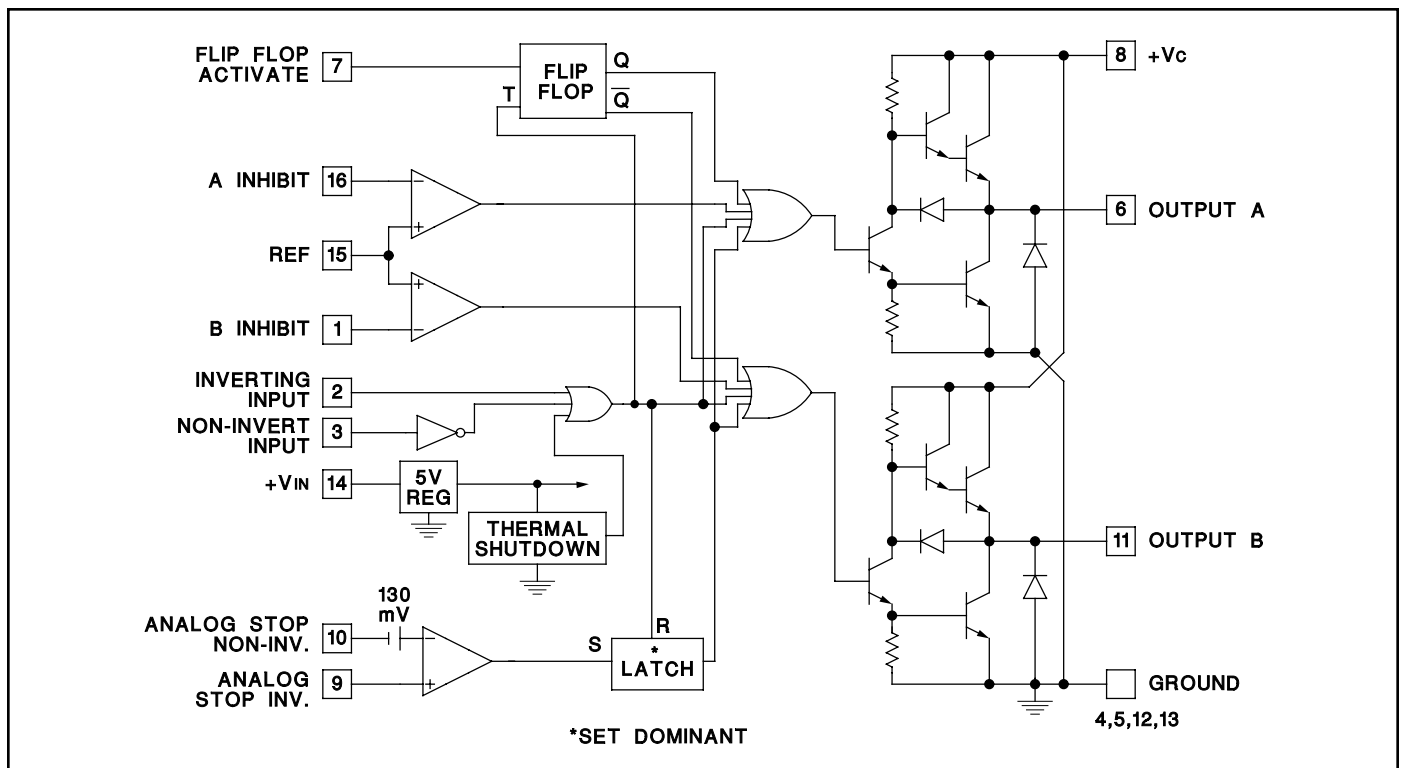 FLIP FLOP
ACTIVATE
7
T
FLIP
FLOP
Q
Q̅
8
+VC
A INHIBIT
16
−
+
REF
15
+
−
B INHIBIT
1
6
OUTPUT A
INVERTING
INPUT
2
NON-INVERT
INPUT
3
+VIN
14
5V
REG
THERMAL
SHUTDOWN
11
OUTPUT B
130
mV
ANALOG STOP
NON-INV.
10
−
ANALOG
STOP INV.
9
+
S
R
*
LATCH
GROUND
4,5,12,13
*SET DOMINANT